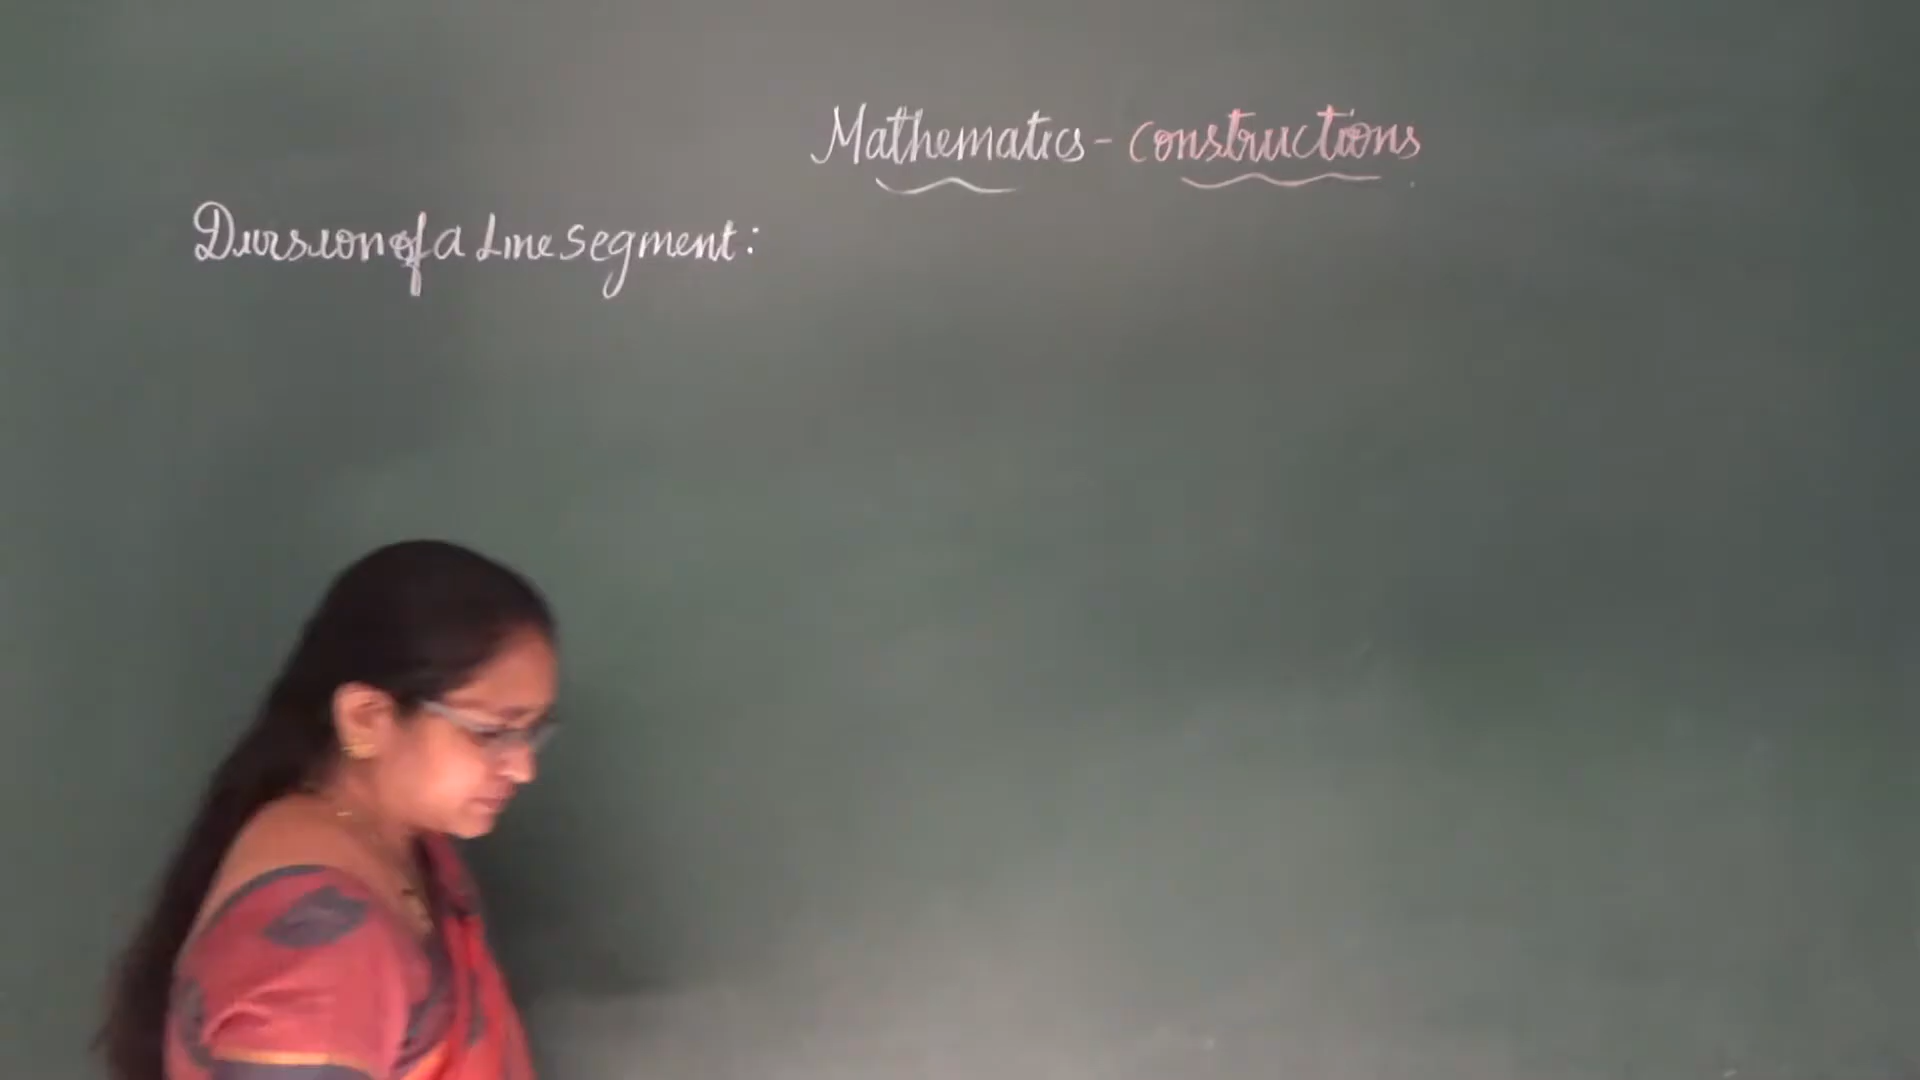 Mathematics - Constructions
Division of a Line Segment: